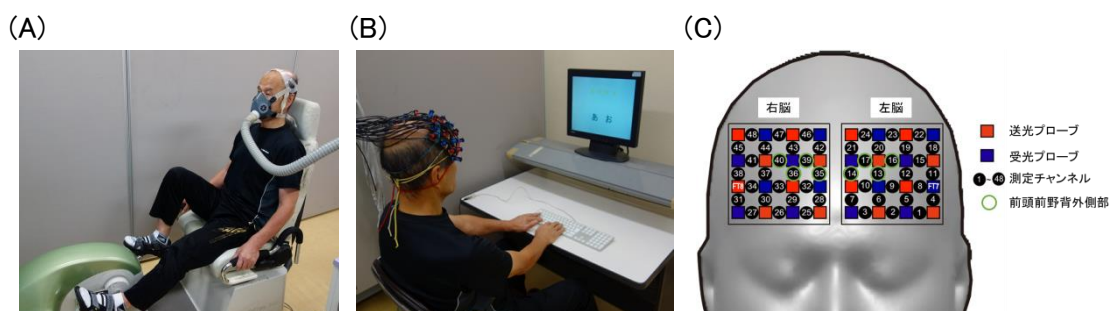 (A)
(B)
(C)
あ お
右脳
左脳
48 47 46
45 44 43 42
41 40 39
38 37 36 35
FT8 34 33 32
31 30 29 28
27 26 25
24 23 22
21 20 19 18
17 16 15
14 13 12 11
10 9 8 FT7
7 6 5 4
3 2 1
送光プローブ
受光プローブ
1-48 測定チャンネル
前頭前野背外側部